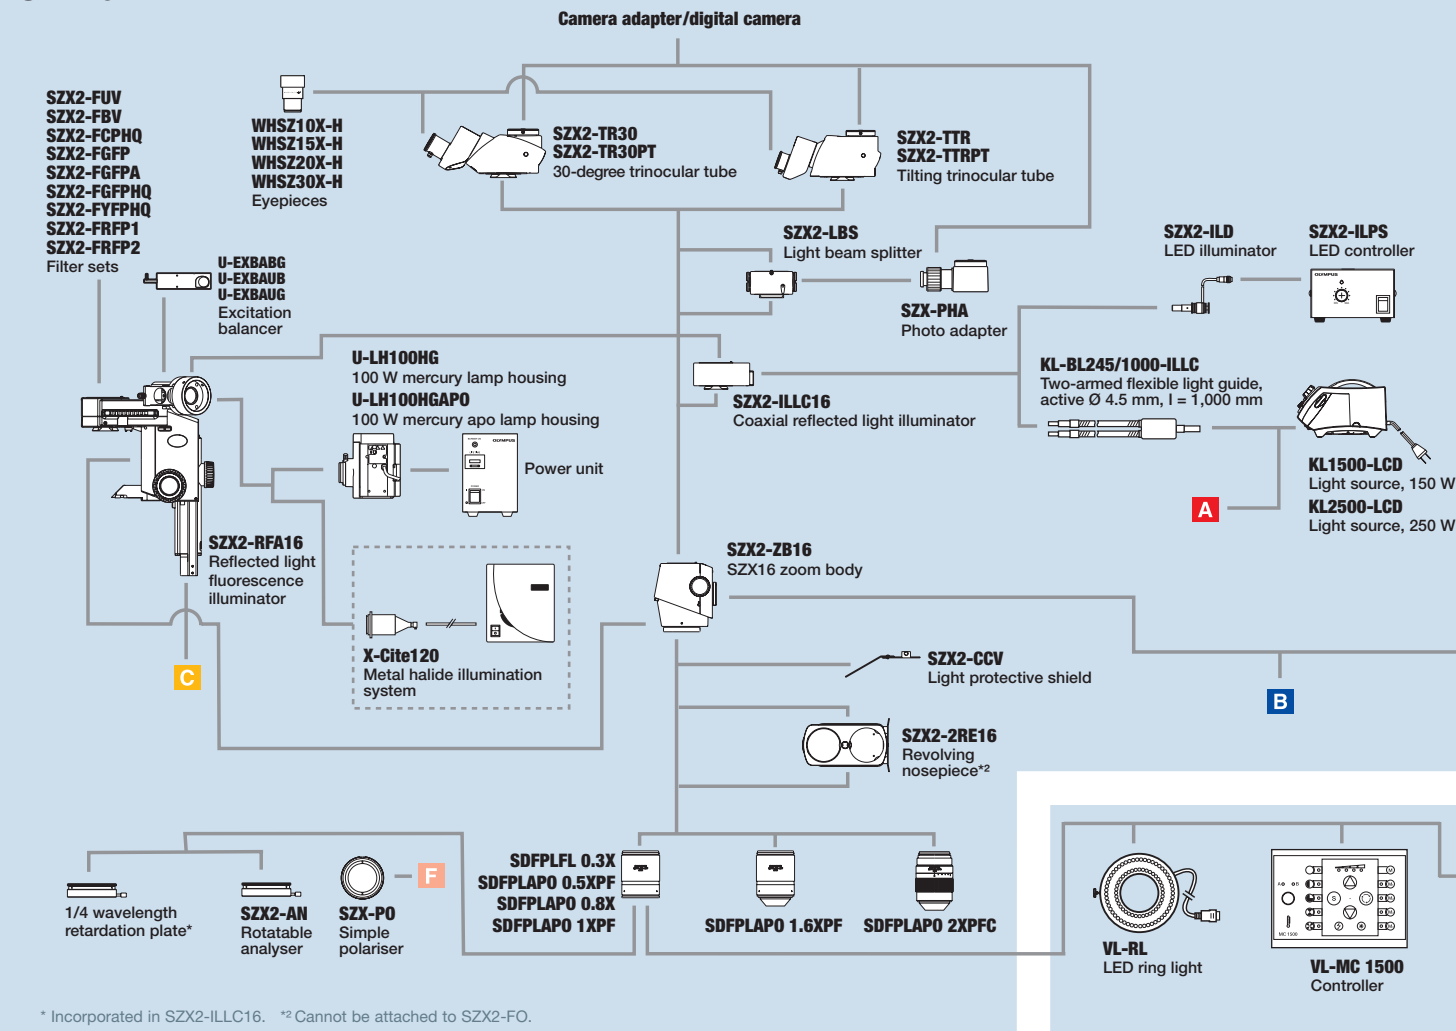 Camera adapter/digital camera
SZX2-FUV
SZX2-FBV
SZX2-FCPHQ
SZX2-FGFP
SZX2-FGFPA
SZX2-FGFPHQ
SZX2-FYFPHQ
SZX2-FRFP1
SZX2-FRFP2
Filter sets
WHSZ10X-H
WHSZ15X-H
WHSZ20X-H
WHSZ30X-H
Eyepieces
SZX2-TR30
SZX2-TR30PT
30-degree trinocular tube
SZX2-TTR
SZX2-TTRPT
Tilting trinocular tube
U-EXBABG
U-EXBAUB
U-EXBAUG
Excitation
balancer
SZX2-LBS
Light beam splitter
SZX-PHA
Photo adapter
SZX2-ILD
LED illuminator
SZX2-ILPS
LED controller
OLYMPUS
U-LH100HG
100 W mercury lamp housing
U-LH100HGAPO
100 W mercury apo lamp housing
OLYMPUS
Power unit
SZX2-ILLC16
Coaxial reflected light illuminator
KL-BL245/1000-ILLC
Two-armed flexible light guide,
active Ø 4.5 mm, l = 1,000 mm
KL1500-LCD
Light source, 150 W
KL2500-LCD
Light source, 250 W
A
SZX2-RFA16
Reflected light
fluorescence
illuminator
C
X-Cite120
Metal halide illumination
system
SZX2-ZB16
SZX16 zoom body
B
SZX2-CCV
Light protective shield
SZX2-2RE16
Revolving
nosepiece*2
1/4 wavelength
retardation plate*
SZX2-AN
Rotatable
analyser
SZX-PO
Simple
polariser
F
SDFPLFL 0.3X
SDFPLAPO 0.5XPF
SDFPLAPO 0.8X
SDFPLAPO 1XPF
SDFPLAPO 1.6XPF
SDFPLAPO 2XPFC
VL-RL
LED ring light
MC 1500
VL-MC 1500
Controller
* Incorporated in SZX2-ILLC16. *2 Cannot be attached to SZX2-FO.